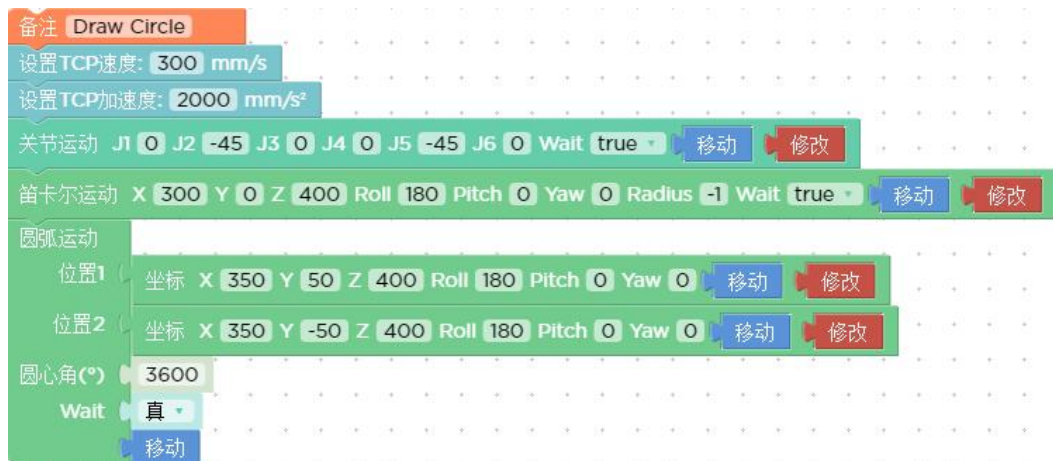 备注 Draw Circle
设置TCP速度: 300 mm/s
设置TCP加速度: 2000 mm/s²
关节运动 J1 0 J2 -45 J3 0 J4 0 J5 -45 J6 0 Wait true 移动 修改
笛卡尔运动 X 300 Y 0 Z 400 Roll 180 Pitch 0 Yaw 0 Radius -1 Wait true 移动 修改
圆弧运动
位置1 坐标 X 350 Y 50 Z 400 Roll 180 Pitch 0 Yaw 0 移动 修改
位置2 坐标 X 350 Y -50 Z 400 Roll 180 Pitch 0 Yaw 0 移动 修改
圆心角(°) 3600
Wait 真
移动